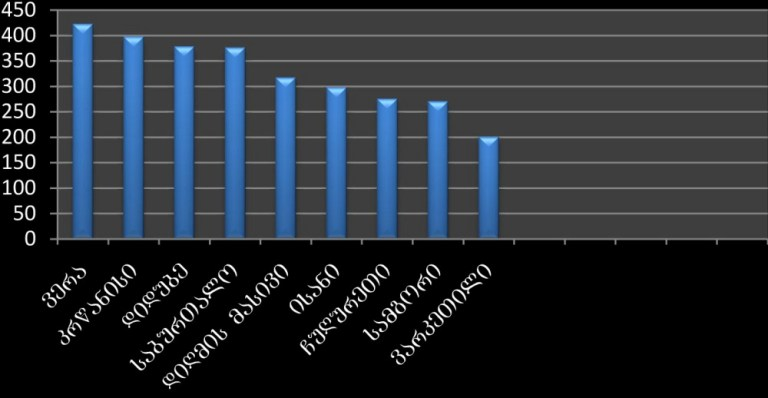 450
400
350
300
250
200
150
100
50
0
ვერა
კრწანისი
დიდუბე
საბურთალო
დიღმის მასივი
ისანი
ჩუღურეთი
სამგორი
ვარკეთილი